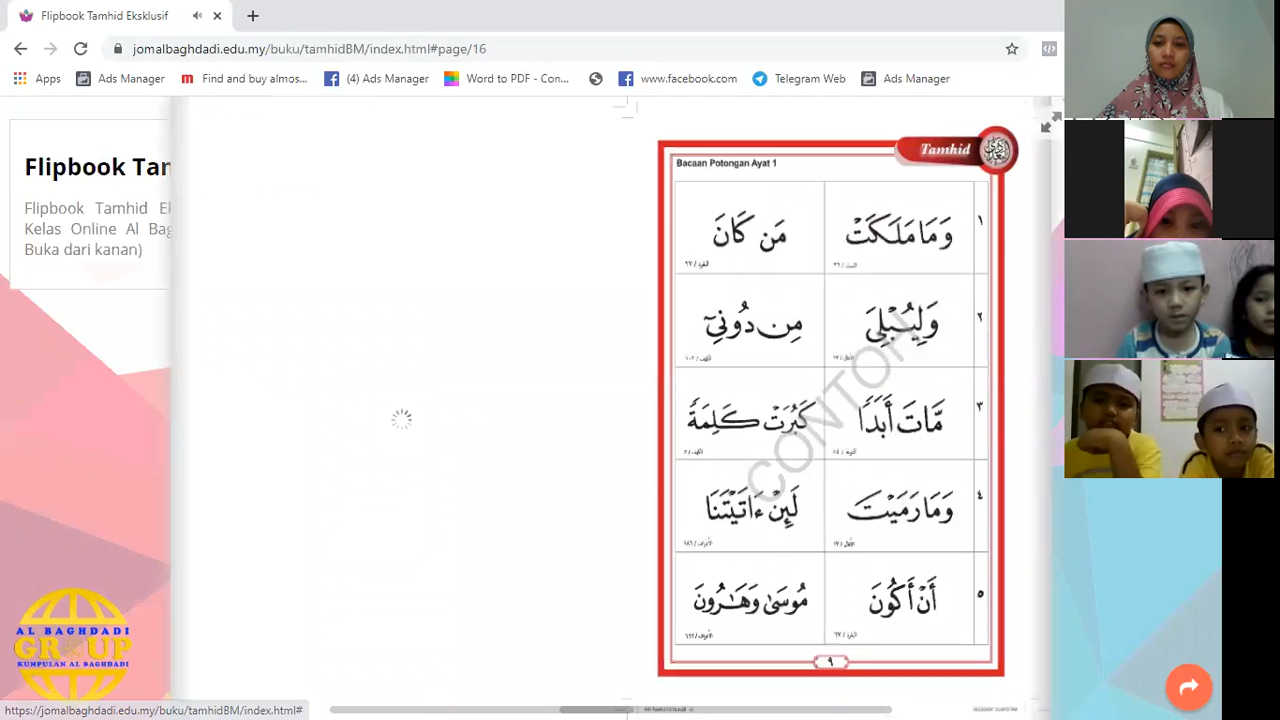 Flipbook Tamhid Eksklusif
jomalbaghdadi.edu.my/buku/tamhidBM/index.html#page/16
Apps
Ads Manager
Find and buy almos...
(4) Ads Manager
Word to PDF - Con...
www.facebook.com
Telegram Web
Ads Manager
Flipbook Tam
Flipbook Tamhid Ek
Kelas Online Al Bag
Buka dari kanan)
Tamhid
Bacaan Potongan Ayat 1
١ وَمَا مَلَكَتْ مَن كَانَ
٢ وَلِيُبْلِىَ مِن دُونِىٓ
٣ مَّاتَ أَبَدًا كَبُرَتْ كَلِمَةً
٤ وَمَا رَمَيْتَ لَئِنْ ءَاتَيْتَنَا
٥ أَنْ أَكُونَ مُوسَىٰ وَهَـٰرُونَ
CONTOH
٩
AL BAGHDADI
GROUP
KUMPULAN AL BAGHDADI
https://jomalbaghdadi.edu.my/buku/tamhidBM/index.html#